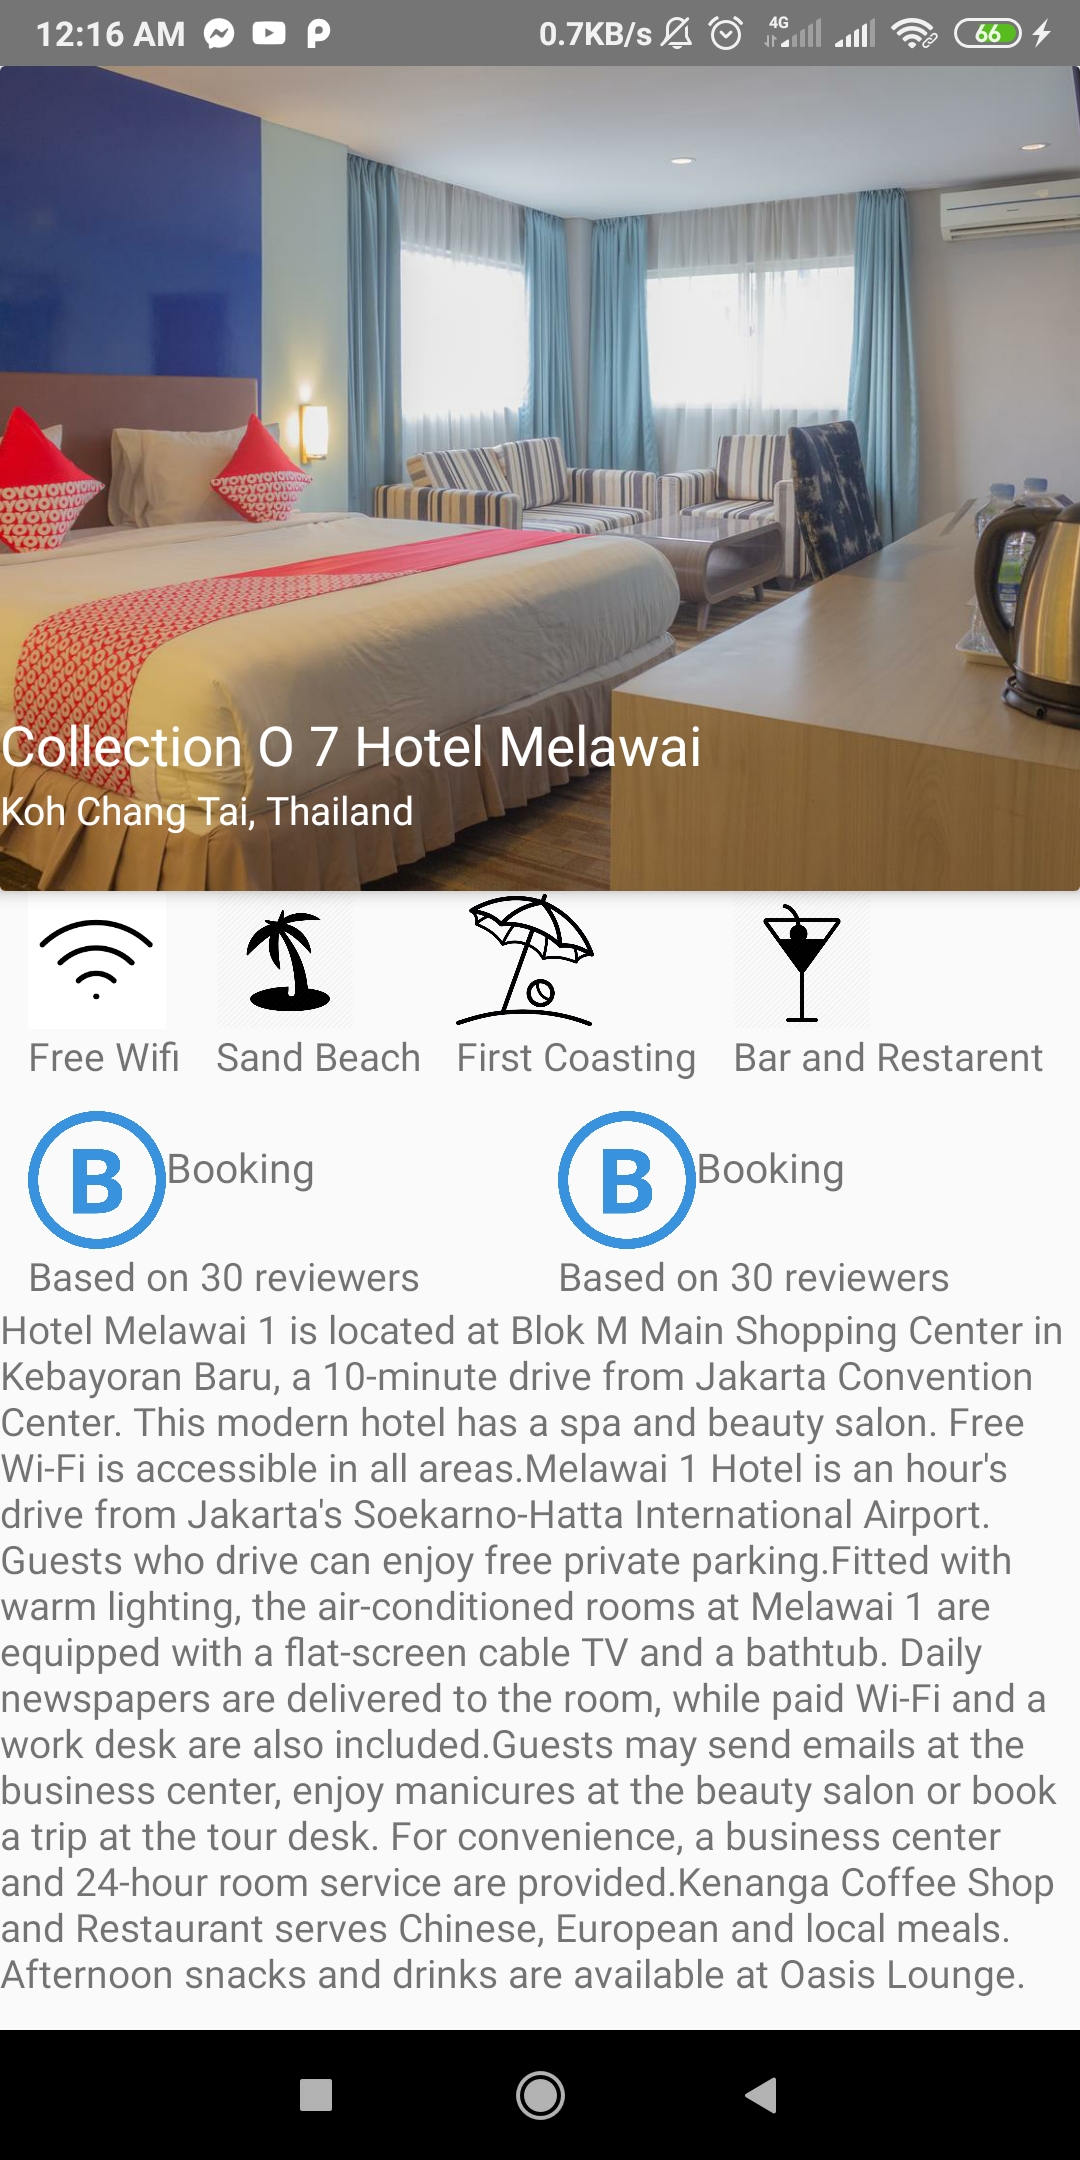 12:16 AM
0.7KB/s
4G
66
Collection O 7 Hotel Melawai
Koh Chang Tai, Thailand
Free Wifi
Sand Beach
First Coasting
Bar and Restarent
B Booking
B Booking
Based on 30 reviewers
Based on 30 reviewers
Hotel Melawai 1 is located at Blok M Main Shopping Center in
Kebayoran Baru, a 10-minute drive from Jakarta Convention
Center. This modern hotel has a spa and beauty salon. Free
Wi-Fi is accessible in all areas.Melawai 1 Hotel is an hour's
drive from Jakarta's Soekarno-Hatta International Airport.
Guests who drive can enjoy free private parking.Fitted with
warm lighting, the air-conditioned rooms at Melawai 1 are
equipped with a flat-screen cable TV and a bathtub. Daily
newspapers are delivered to the room, while paid Wi-Fi and a
work desk are also included.Guests may send emails at the
business center, enjoy manicures at the beauty salon or book
a trip at the tour desk. For convenience, a business center
and 24-hour room service are provided.Kenanga Coffee Shop
and Restaurant serves Chinese, European and local meals.
Afternoon snacks and drinks are available at Oasis Lounge.